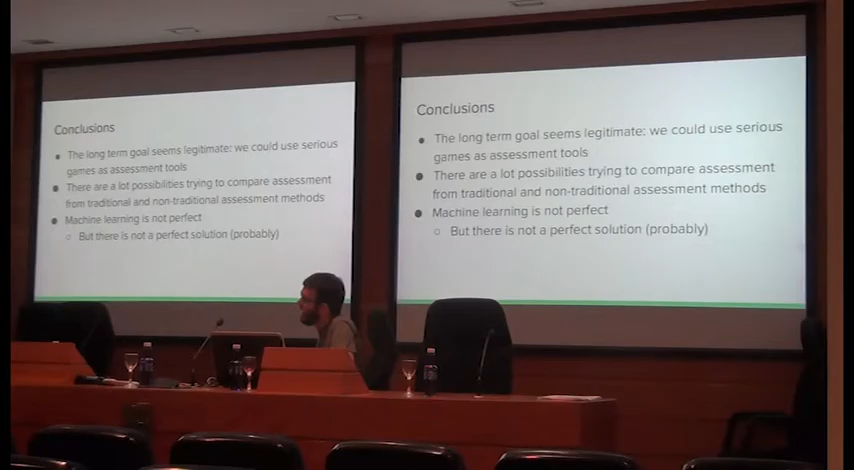 Conclusions
The long term goal seems legitimate: we could use serious
games as assessment tools
There are a lot possibilities trying to compare assessment
from traditional and non-traditional assessment methods
Machine learning is not perfect
But there is not a perfect solution (probably)
Conclusions
The long term goal seems legitimate: we could use serious
games as assessment tools
There are a lot possibilities trying to compare assessment
from traditional and non-traditional assessment methods
Machine learning is not perfect
But there is not a perfect solution (probably)